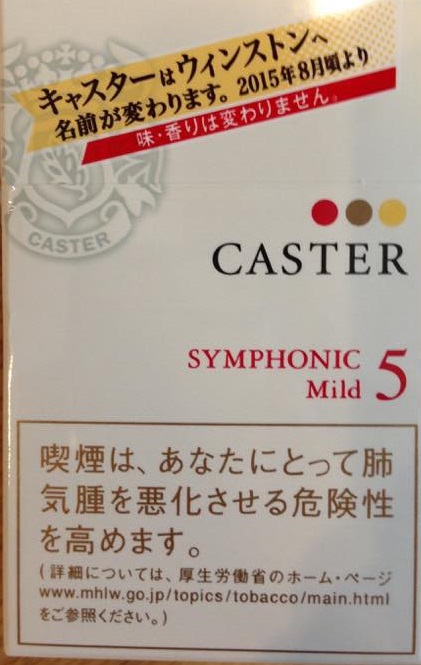 キャスターはウィンストンへ
名前が変わります。2015年8月頃より
味・香りは変わりません。
CASTER
CASTER
SYMPHONIC
Mild 5
喫煙は、あなたにとって肺
気腫を悪化させる危険性
を高めます。
(詳細については、厚生労働省のホーム・ページ
www.mhlw.go.jp/topics/tobacco/main.html
をご参照ください。)